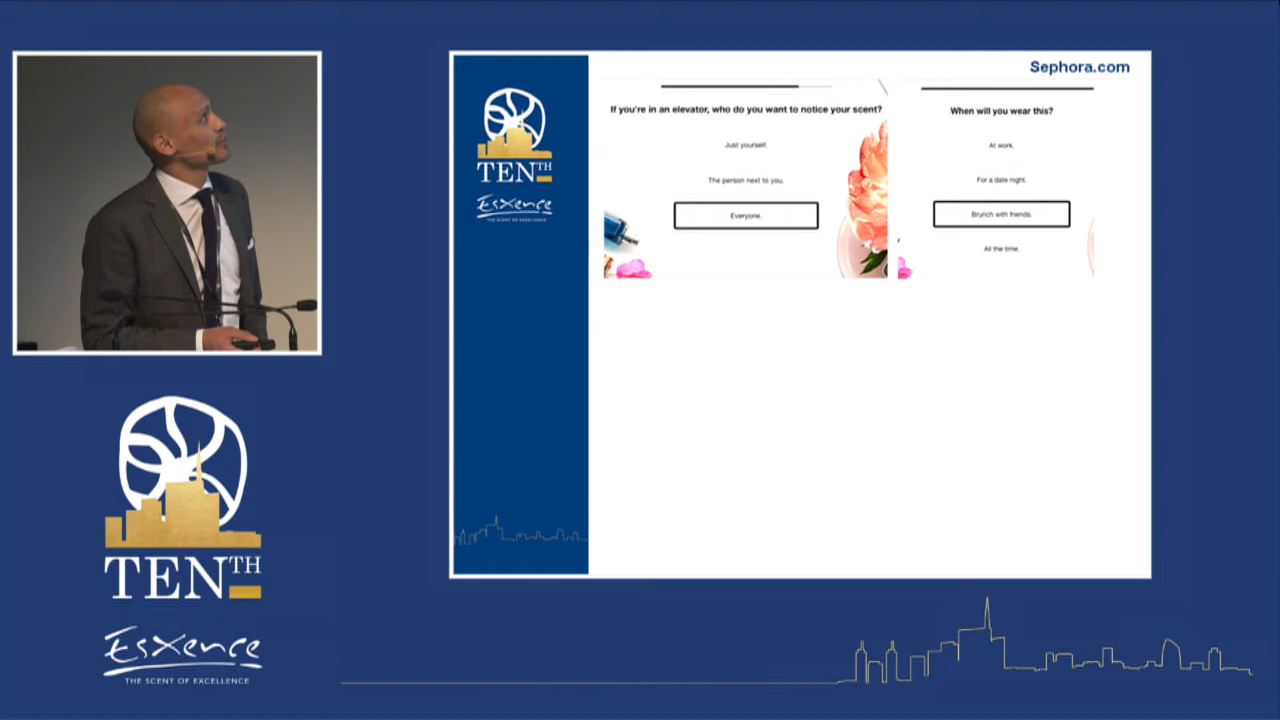 Sephora.com
If you're in an elevator, who do you want to notice your scent?
Just yourself.
The person next to you.
Everyone.
When will you wear this?
At work.
For a date night.
Brunch with friends.
All the time.
TENTH
Esxence
THE SCENT OF EXCELLENCE
TENTH
Esxence
THE SCENT OF EXCELLENCE